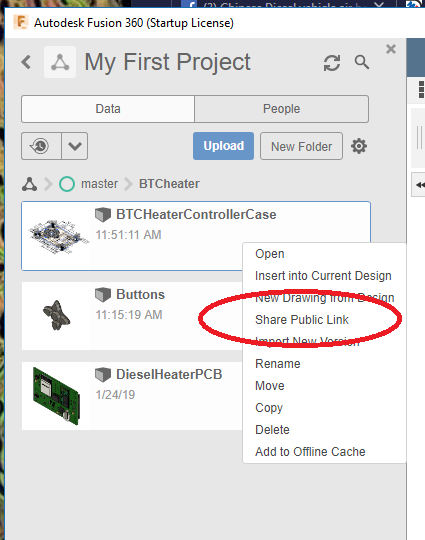 (2) Chinese Diesel vehicle air b
Autodesk Fusion 360 (Startup License)
My First Project
Data People
Upload New Folder
master BTCheater
BTCHeaterControllerCase
11:51:11 AM
Open
Insert into Current Design
New Drawing from Design
Share Public Link
Import New Version
Rename
Move
Copy
Delete
Add to Offline Cache
Buttons
11:15:19 AM
DieselHeaterPCB
1/24/19